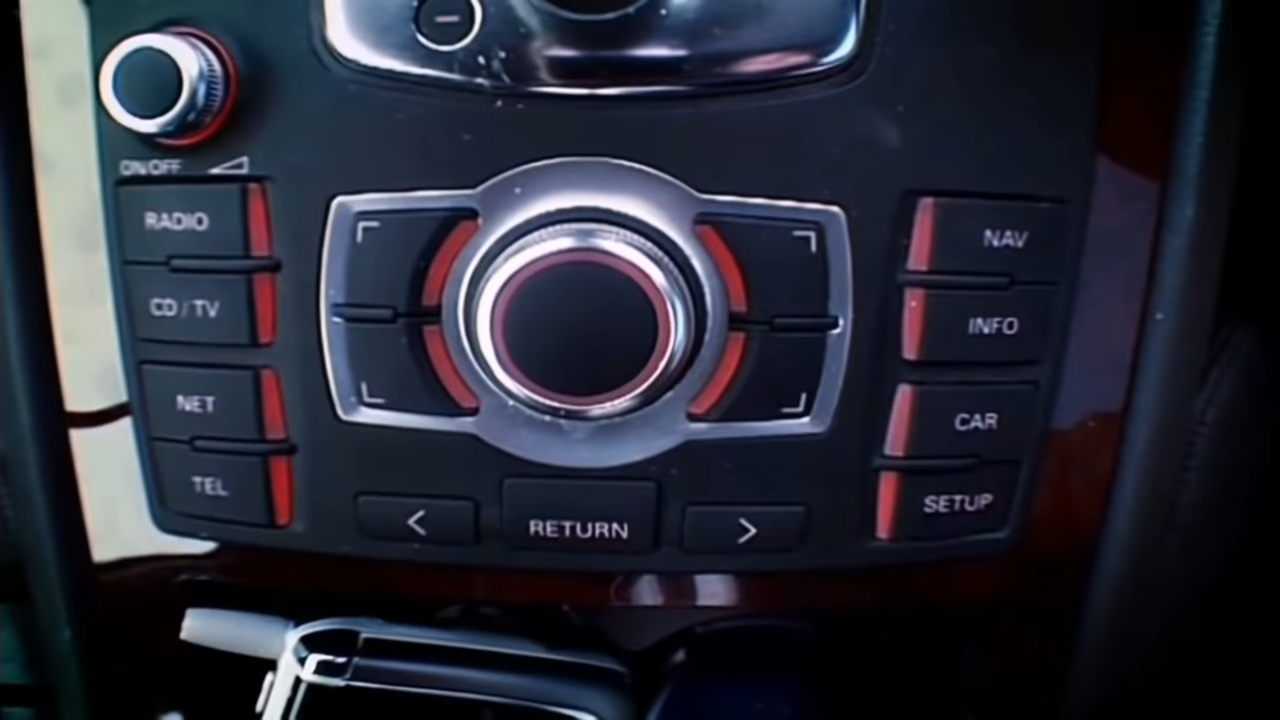 ON/OFF
RADIO
CD / TV
NET
TEL
NAV
INFO
CAR
SETUP
<
RETURN
>